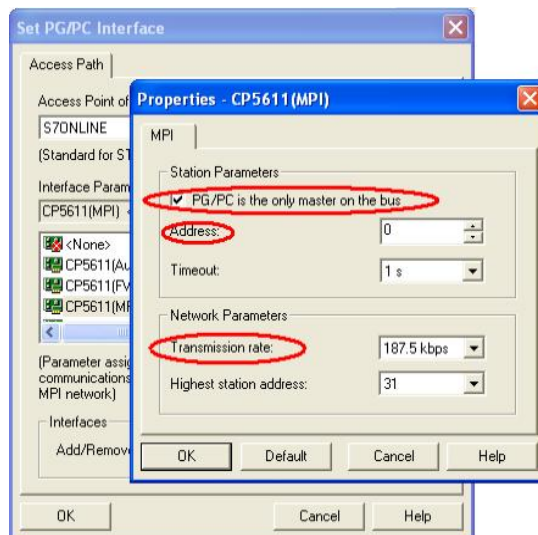 Set PG/PC Interface
Access Path
Access Point of
S7ONLINE
(Standard for ST
Interface Param
CP5611(MPI)
<None>
CP5611(Au
CP5611(FW
CP5611(MP
(Parameter assig
communications
MPI network)
Interfaces
Add/Remove
OK
Cancel
Help
Properties - CP5611(MPI)
MPI
Station Parameters
PG/PC is the only master on the bus
Address:
0
Timeout:
1 s
Network Parameters
Transmission rate:
187.5 kbps
Highest station address:
31
OK
Default
Cancel
Help